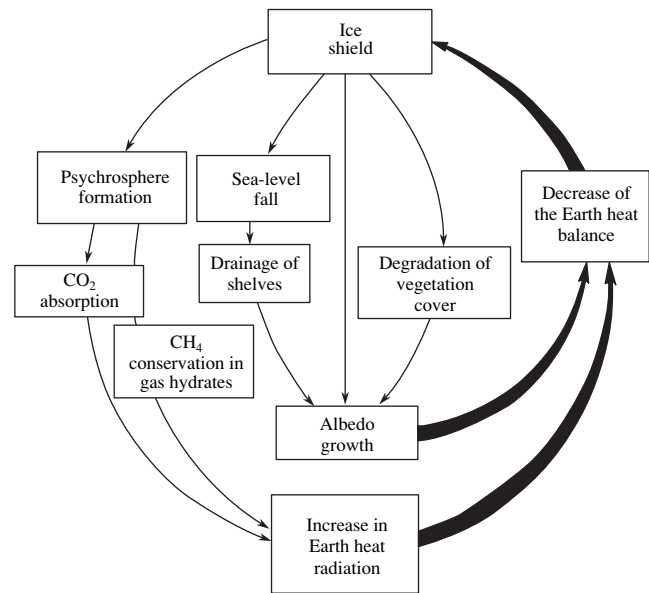 Ice
shield
Psychrosphere
formation
Sea-level
fall
Decrease of
the Earth heat
balance
CO₂
absorption
Drainage of
shelves
Degradation of
vegetation
cover
CH₄
conservation in
gas hydrates
Albedo
growth
Increase in
Earth heat
radiation